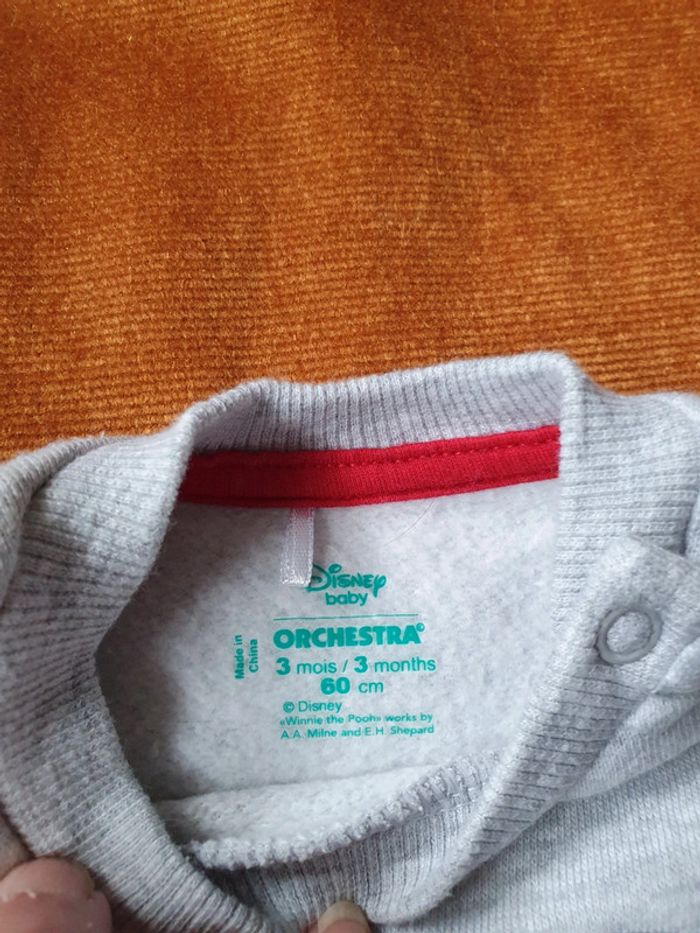 Disney
baby
ORCHESTRA®
Made in
China
3 mois / 3 months
60 cm
© Disney
«Winnie the Pooh» works by
A.A. Milne and E.H. Shepard